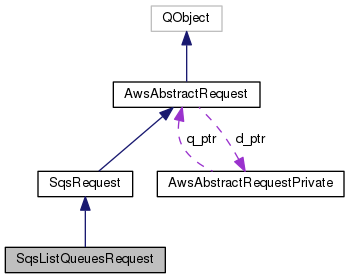 QObject
AwsAbstractRequest
q_ptr
d_ptr
SqsRequest
AwsAbstractRequestPrivate
SqsListQueuesRequest